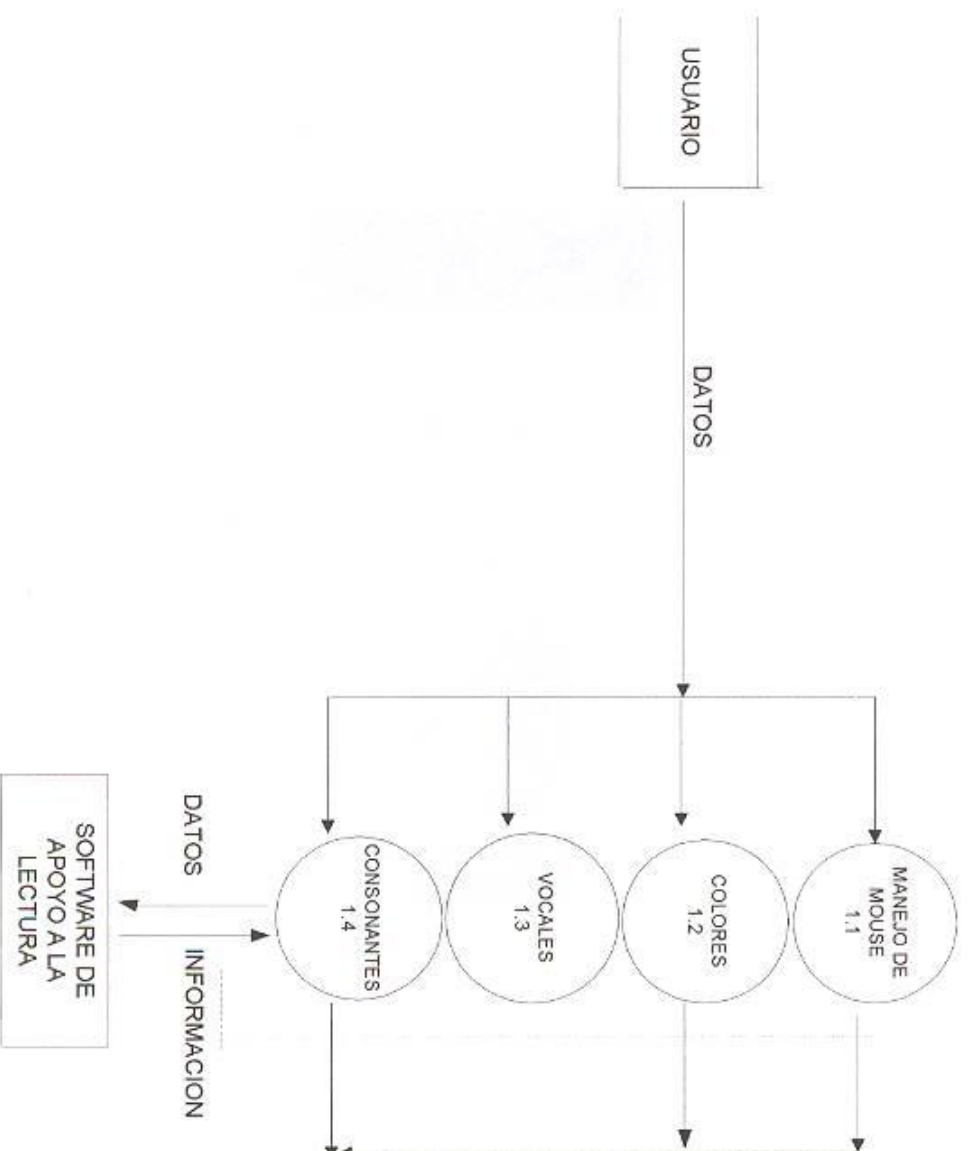 USUARIO
DATOS
MANEJO DE
MOUSE
1.1
COLORES
1.2
VOCALES
1.3
CONSONANTES
1.4
DATOS
INFORMACION
SOFTWARE DE
APOYO A LA
LECTURA